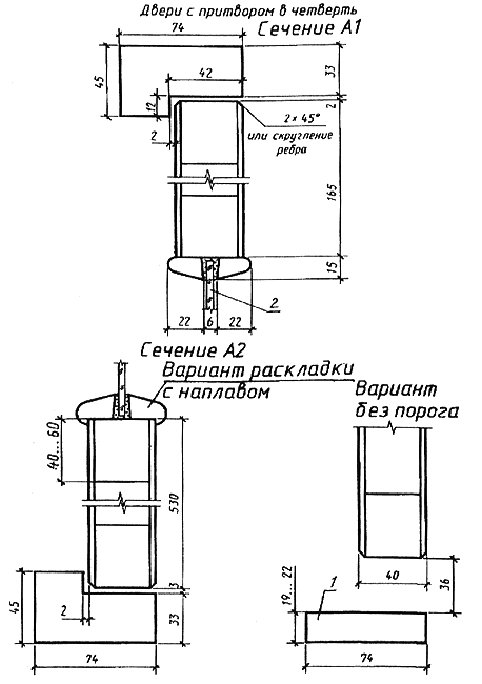 Двери с притвором в четверть
Сечение А1
74
45
42
12
33
2
2
2 × 45°
или скругление
ребра
165
15
2
22
6
22
Сечение А2
Вариант раскладки
с наплавом
Вариант
без порога
40...60
530
3
45
2
33
74
40
36
19...22
1
74